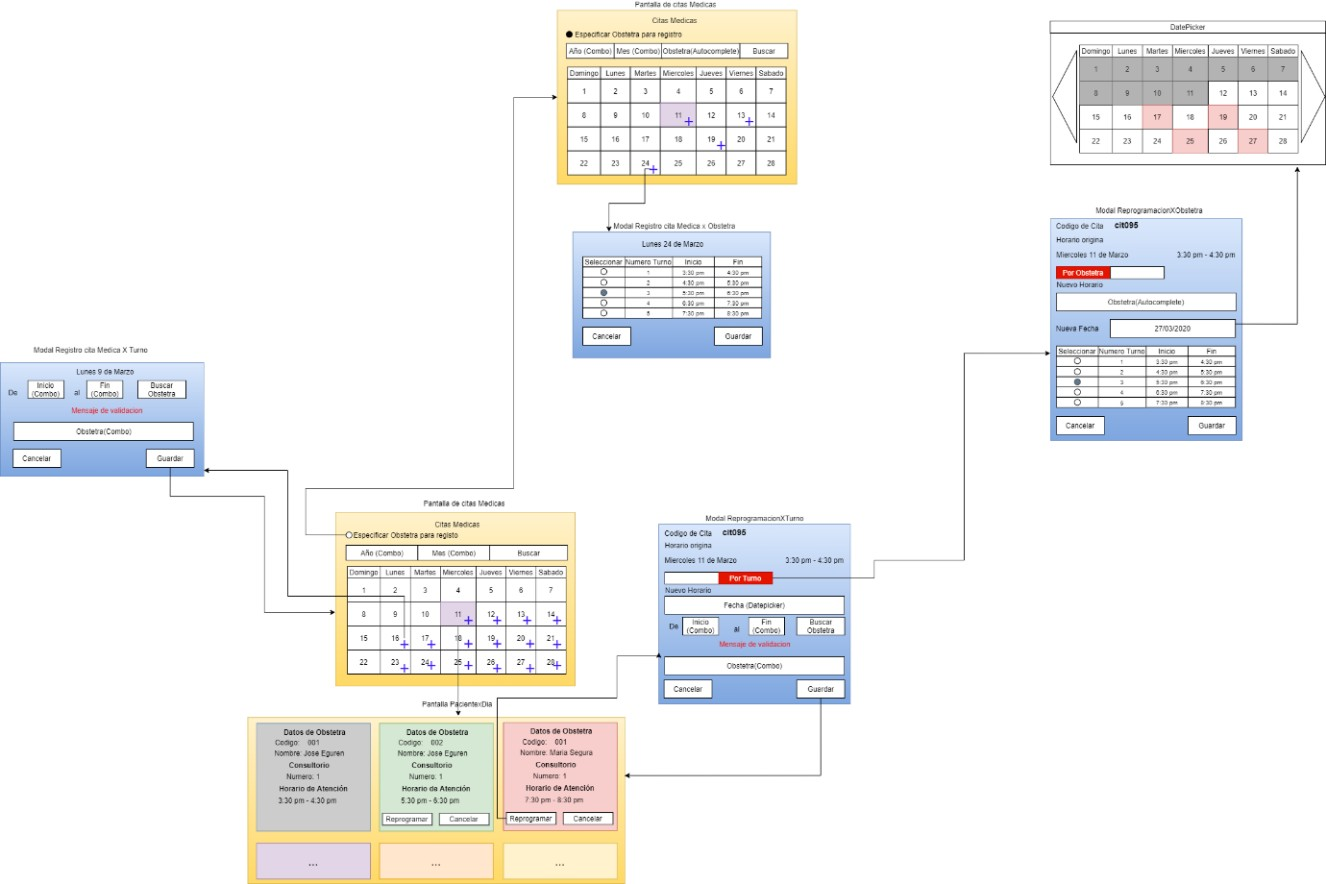 Pantalla de citas Medicas
Citas Medicas
Especificar Obstetra para registro
Año (Combo) Mes (Combo) Obstetra(Autocomplete) Buscar
Domingo Lunes Martes Miercoles Jueves Viernes Sabado
1 2 3 4 5 6 7
8 9 10 11 12 13 14
15 16 17 18 19 20 21
22 23 24 25 26 27 28
DatePicker
Domingo Lunes Martes Miercoles Jueves Viernes Sabado
1 2 3 4 5 6 7
8 9 10 11 12 13 14
15 16 17 18 19 20 21
22 23 24 25 26 27 28
Modal Registro cita Medica x Obstetra
Lunes 24 de Marzo
Seleccionar Numero Turno Inicio Fin
1 3:30 pm 4:30 pm
2 4:30 pm 5:30 pm
3 5:30 pm 6:30 pm
4 6:30 pm 7:30 pm
5 7:30 pm 8:30 pm
Cancelar Guardar
Modal ReprogramacionXObstetra
Codigo de Cita cit095
Horario origina
Miercoles 11 de Marzo 3:30 pm - 4:30 pm
Por Obstetra
Nuevo Horario
Obstetra(Autocomplete)
Nueva Fecha 27/03/2020
Seleccionar Numero Turno Inicio Fin
1 3:30 pm 4:30 pm
2 4:30 pm 5:30 pm
3 5:30 pm 6:30 pm
4 6:30 pm 7:30 pm
5 7:30 pm 8:30 pm
Cancelar Guardar
Modal Registro cita Medica X Turno
Lunes 9 de Marzo
De Inicio (Combo) al Fin (Combo) Buscar Obstetra
Mensaje de validacion
Obstetra(Combo)
Cancelar Guardar
Pantalla de citas Medicas
Citas Medicas
Especificar Obstetra para registo
Año (Combo) Mes (Combo) Buscar
Domingo Lunes Martes Miercoles Jueves Viernes Sabado
1 2 3 4 5 6 7
8 9 10 11 12 13 14
15 16 17 18 19 20 21
22 23 24 25 26 27 28
Modal ReprogramacionXTurno
Codigo de Cita cit095
Horario origina
Miercoles 11 de Marzo 3:30 pm - 4:30 pm
Por Turno
Nuevo Horario
Fecha (Datepicker)
De Inicio (Combo) al Fin (Combo) Buscar Obstetra
Mensaje de validacion
Obstetra(Combo)
Cancelar Guardar
Pantalla PacientexDia
Datos de Obstetra
Codigo: 001
Nombre: Jose Eguren
Consultorio
Numero: 1
Horario de Atención
3:30 pm - 4:30 pm
Datos de Obstetra
Codigo: 002
Nombre: Jose Eguren
Consultorio
Numero: 1
Horario de Atención
5:30 pm - 6:30 pm
Reprogramar Cancelar
Datos de Obstetra
Codigo: 001
Nombre: Maria Segura
Consultorio
Numero: 1
Horario de Atención
7:30 pm - 8:30 pm
Reprogramar Cancelar
... ... ...